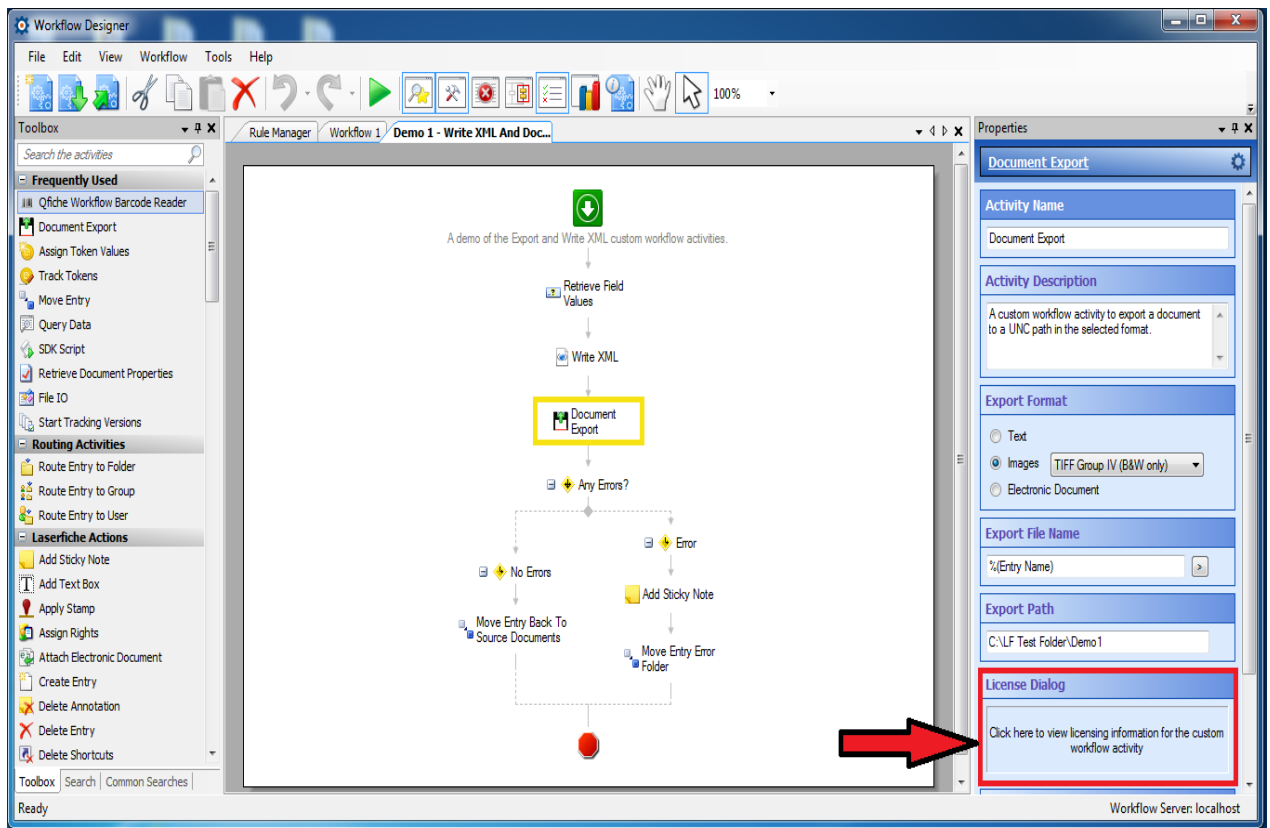 Workflow Designer
File Edit View Workflow Tools Help
100%
Toolbox
Search the activities
Frequently Used
Qfiche Workflow Barcode Reader
Document Export
Assign Token Values
Track Tokens
Move Entry
Query Data
SDK Script
Retrieve Document Properties
File IO
Start Tracking Versions
Routing Activities
Route Entry to Folder
Route Entry to Group
Route Entry to User
Laserfiche Actions
Add Sticky Note
Add Text Box
Apply Stamp
Assign Rights
Attach Electronic Document
Create Entry
Delete Annotation
Delete Entry
Delete Shortcuts
Toolbox Search Common Searches
Rule Manager Workflow 1 Demo 1 - Write XML And Doc...
A demo of the Export and Write XML custom workflow activities.
Retrieve Field
Values
Write XML
Document
Export
Any Errors?
Error
No Errors
Add Sticky Note
Move Entry Back To
Source Documents
Move Entry Error
Folder
Properties
Document Export
Activity Name
Document Export
Activity Description
A custom workflow activity to export a document
to a UNC path in the selected format.
Export Format
Text
Images TIFF Group IV (B&W only)
Electronic Document
Export File Name
%(Entry Name) >
Export Path
C:\LF Test Folder\Demo1
License Dialog
Click here to view licensing information for the custom
workflow activity
Ready
Workflow Server: localhost